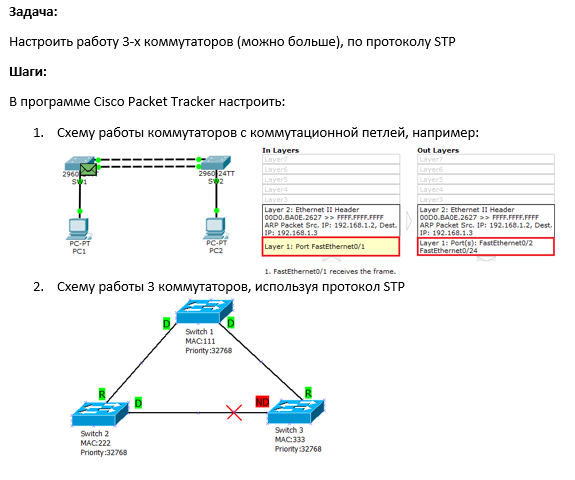 Задача:
Настроить работу 3-х коммутаторов (можно больше), по протоколу STP
Шаги:
В программе Cisco Packet Tracker настроить:
1. Схему работы коммутаторов с коммутационной петлей, например:
2960
SW1
2960-24TT
SW2
PC-PT
PC1
PC-PT
PC2
In Layers
Layer7
Layer6
Layer5
Layer4
Layer3
Layer 2: Ethernet II Header
00D0.BA0E.2627 >> FFFF.FFFF.FFFF
ARP Packet Src. IP: 192.168.1.2, Dest.
IP: 192.168.1.3
Layer 1: Port FastEthernet0/1
Out Layers
Layer7
Layer6
Layer5
Layer4
Layer3
Layer 2: Ethernet II Header
00D0.BA0E.2627 >> FFFF.FFFF.FFFF
ARP Packet Src. IP: 192.168.1.2, Dest.
IP: 192.168.1.3
Layer 1: Port(s): FastEthernet0/2
FastEthernet0/24
1. FastEthernet0/1 receives the frame.
2. Схему работы 3 коммутаторов, используя протокол STP
D
D
Switch 1
MAC:111
Priority:32768
R
D
ND
R
Switch 2
MAC:222
Priority:32768
Switch 3
MAC:333
Priority:32768